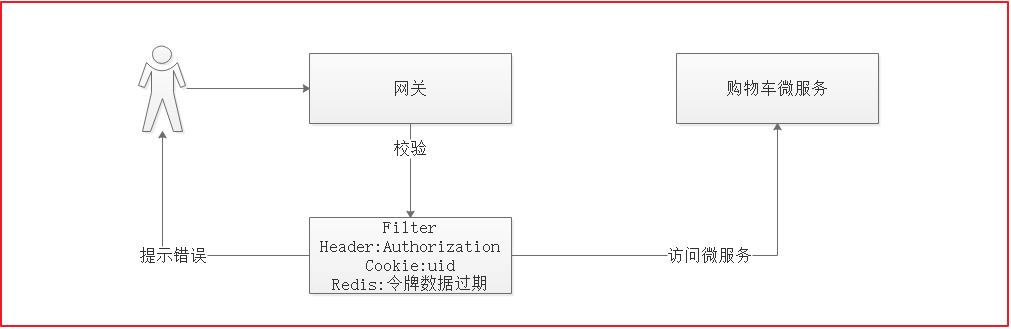 网关
购物车微服务
校验
Filter
Header:Authorization
Cookie:uid
Redis:令牌数据过期
提示错误
访问微服务